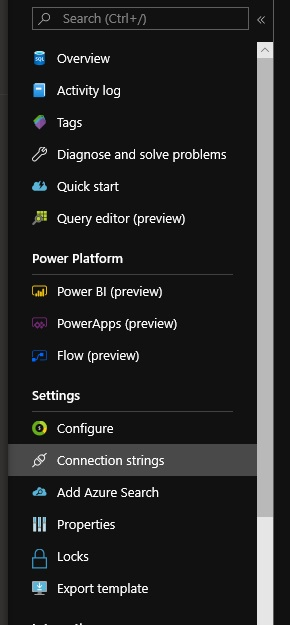 Search (Ctrl+/)
«
Overview
SQL
Activity log
Tags
Diagnose and solve problems
Quick start
Query editor (preview)
Power Platform
Power BI (preview)
PowerApps (preview)
Flow (preview)
Settings
Configure
Connection strings
Add Azure Search
Properties
Locks
Export template